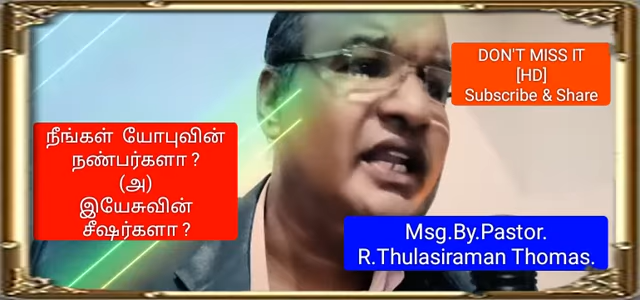 DON'T MISS IT
[HD]
Subscribe & Share
நீங்கள் யோபுவின்
நண்பர்களா ?
(அ)
இயேசுவின்
சீஷர்களா ?
Msg.By.Pastor.
R.Thulasiraman Thomas.